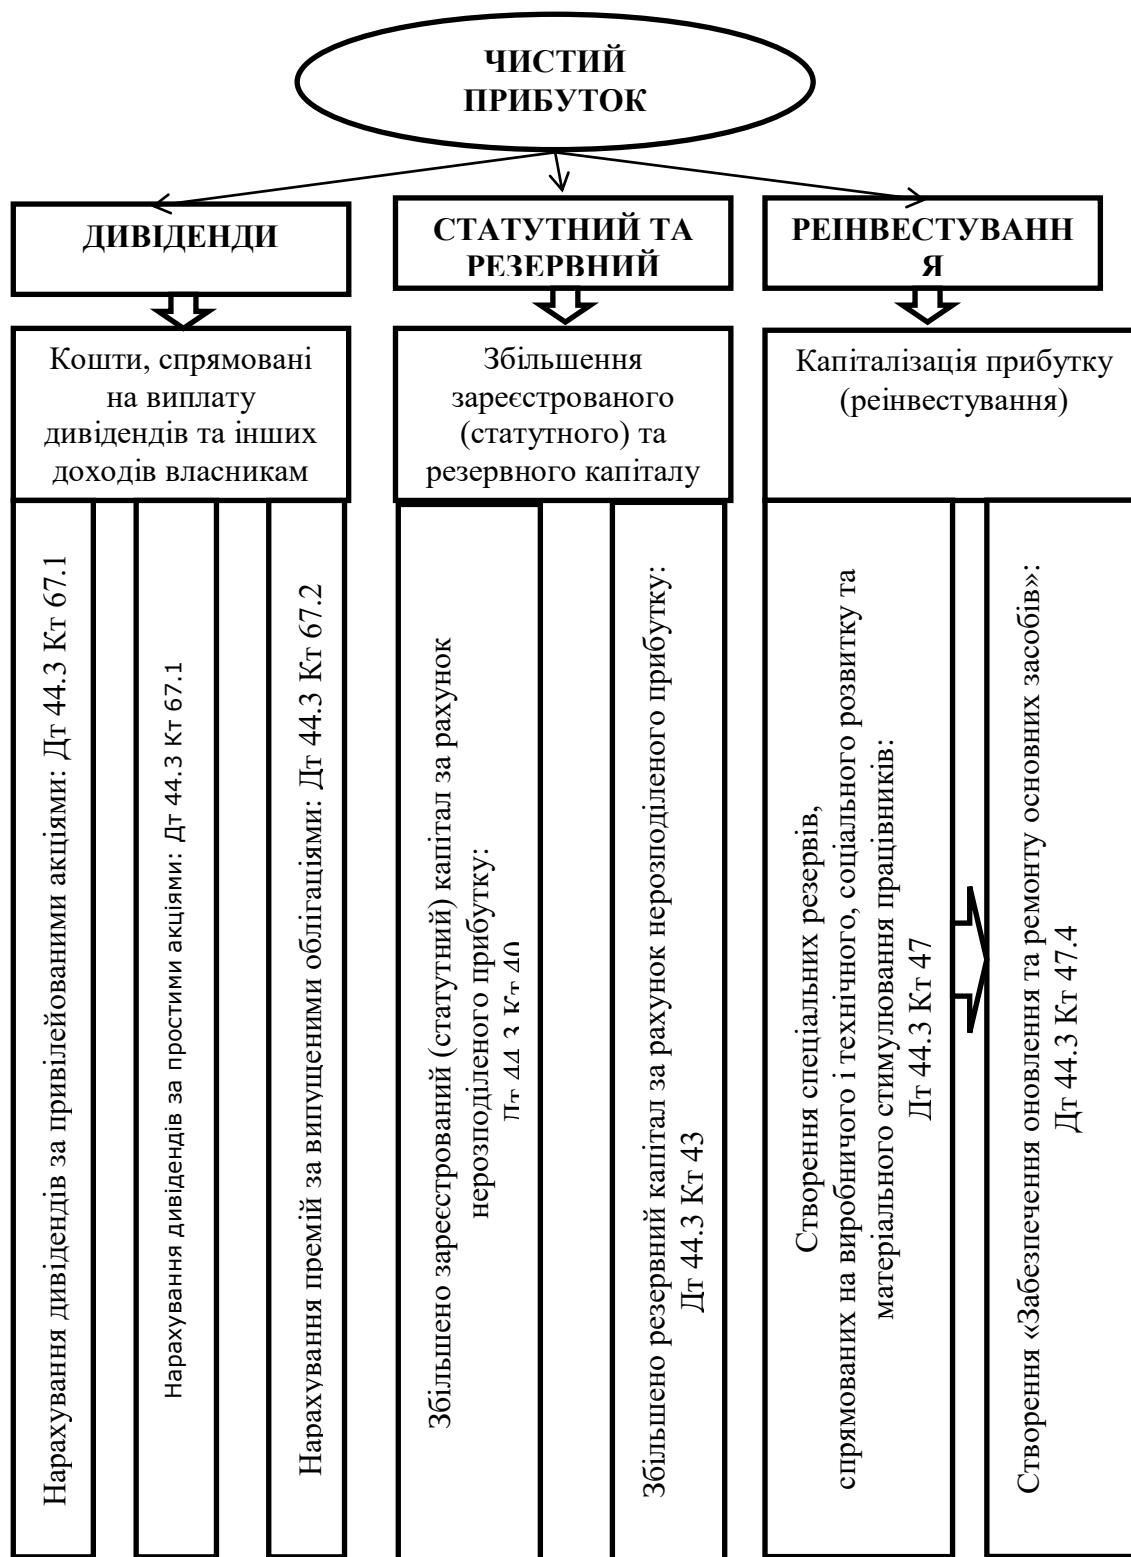 ЧИСТИЙ
ПРИБУТОК
ДИВІДЕНДИ
СТАТУТНИЙ ТА
РЕЗЕРВНИЙ
РЕІНВЕСТУВАНН
Я
Кошти, спрямовані
на виплату
дивідендів та інших
доходів власникам
Збільшення
зареєстрованого
(статутного) та
резервного капіталу
Капіталізація прибутку
(реінвестування)
Нарахування дивідендів за привілейованими акціями: Дт 44.3 Кт 67.1
Нарахування дивідендів за простими акціями: Дт 44.3 Кт 67.1
Нарахування премій за випущеними облігаціями: Дт 44.3 Кт 67.2
Збільшено зареєстрований (статутний) капітал за рахунок
нерозподіленого прибутку:
Дт 44.3 Кт 40
Збільшено резервний капітал за рахунок нерозподіленого прибутку:
Дт 44.3 Кт 43
Створення спеціальних резервів,
спрямованих на виробничого і технічного, соціального розвитку та
матеріального стимулювання працівників:
Дт 44.3 Кт 47
Створення «Забезпечення оновлення та ремонту основних засобів»:
Дт 44.3 Кт 47.4